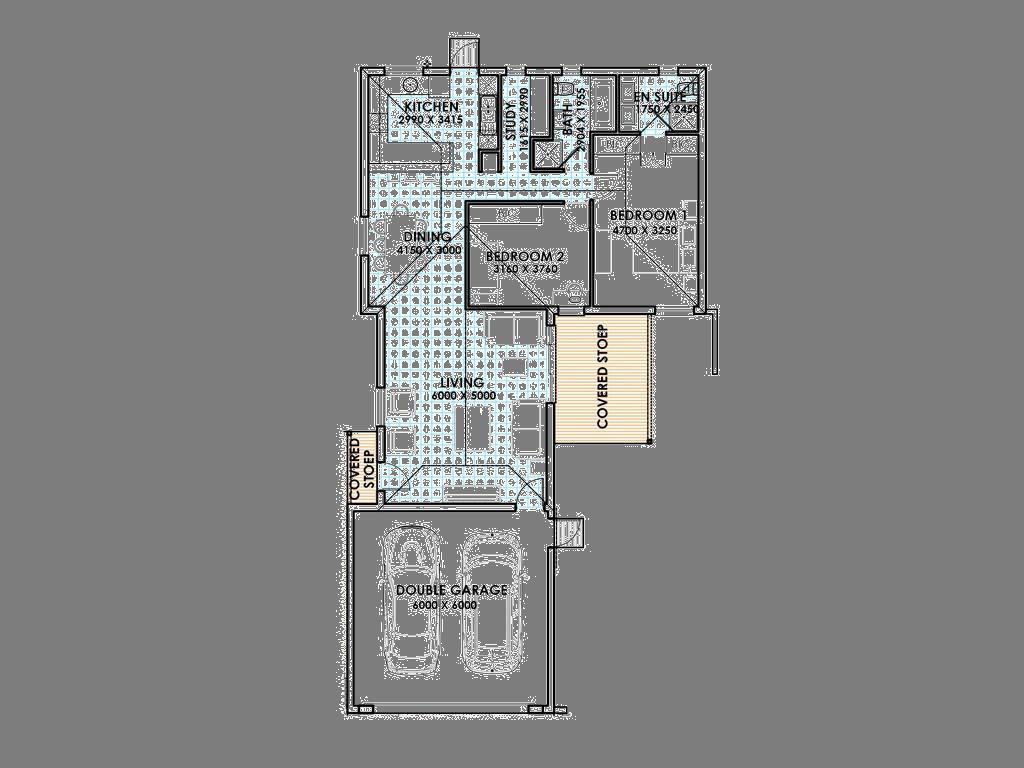 KITCHEN
2990 X 3415
STUDY
1615 X 2990
BATH
2904 X 1955
EN SUITE
1750 X 2450
BEDROOM 1
4700 X 3250
DINING
4150 X 3000
BEDROOM 2
3160 X 3760
COVERED STOEP
LIVING
6000 X 5000
COVERED
STOEP
DOUBLE GARAGE
6000 X 6000